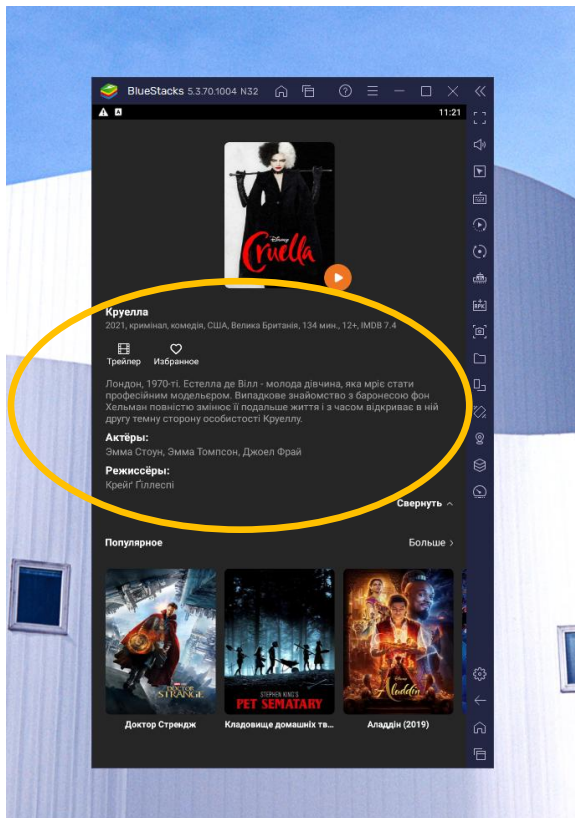 BlueStacks 5.3.70.1004 N32
11:21
Disney
Cruella
Круелла
2021, кримінал, комедія, США, Велика Британія, 134 мин., 12+, IMDB 7.4
Трейлер Избранное
Лондон, 1970-ті. Естелла де Вілл - молода дівчина, яка мріє стати
професійним модельєром. Випадкове знайомство з баронесою фон
Хельман повністю змінює її подальше життя і з часом відкриває в ній
другу темну сторону особистості Круеллу.
Актёры:
Эмма Стоун, Эмма Томпсон, Джоел Фрай
Режиссёры:
Крейґ Ґіллеспі
Свернуть
Популярное Больше
DOCTOR
STRANGE
STEPHEN KING'S
PET SEMATARY
Disney
Aladdin
Доктор Стрендж Кладовище домашніх тв... Аладдін (2019)